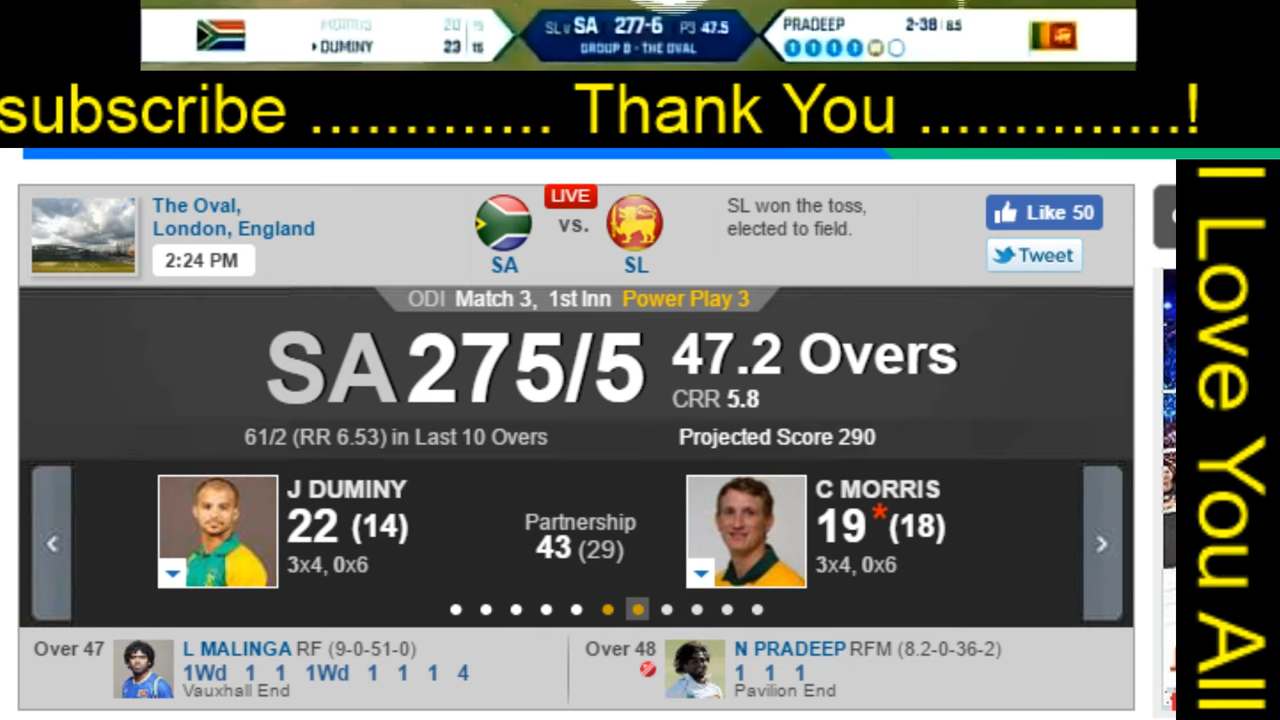 MORRIS 20
DUMINY 23 15
SL v SA 277-6 P3 47.5
GROUP B - THE OVAL
PRADEEP 2-38 8.5
subscribe ............ Thank You ..............!
The Oval,
London, England
2:24 PM
LIVE
SA vs. SL
SL won the toss,
elected to field.
Like 50
Tweet
ODI Match 3, 1st Inn Power Play 3
SA 275/5 47.2 Overs
CRR 5.8
61/2 (RR 6.53) in Last 10 Overs
Projected Score 290
J DUMINY
22 (14)
3x4, 0x6
Partnership
43 (29)
C MORRIS
19 * (18)
3x4, 0x6
Over 47
L MALINGA RF (9-0-51-0)
1Wd 1 1 1Wd 1 1 1 4
Vauxhall End
Over 48
N PRADEEP RFM (8.2-0-36-2)
1 1 1
Pavilion End
I Love You All